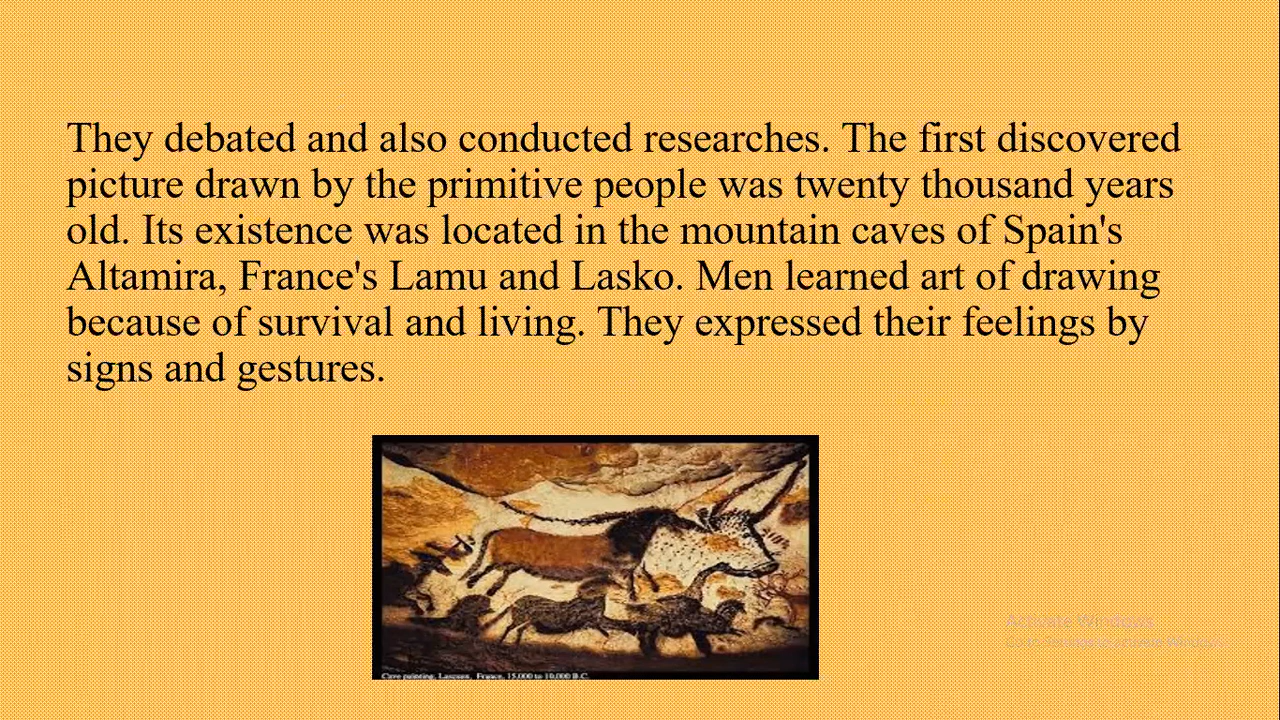 They debated and also conducted researches. The first discovered
picture drawn by the primitive people was twenty thousand years
old. Its existence was located in the mountain caves of Spain's
Altamira, France's Lamu and Lasko. Men learned art of drawing
because of survival and living. They expressed their feelings by
signs and gestures.
Cave painting, Lascaux, France, 15,000 to 10,000 B.C.
Activate Windows